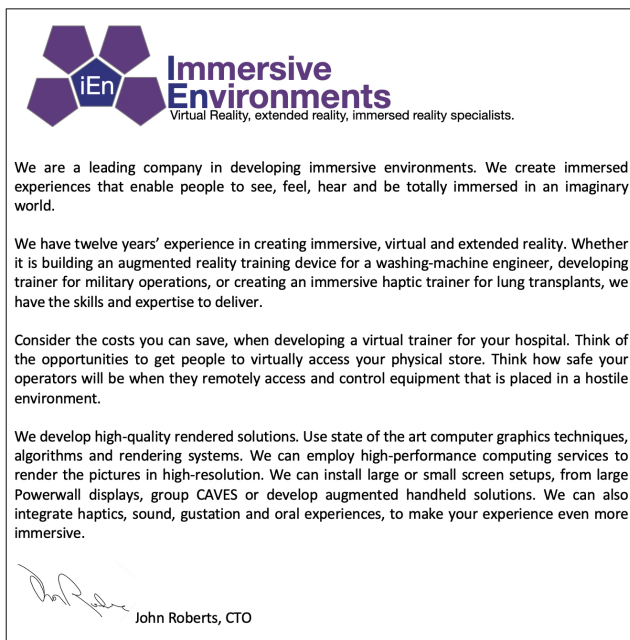 iEn
Immersive
Environments
Virtual Reality, extended reality, immersed reality specialists.
We are a leading company in developing immersive environments. We create immersed
experiences that enable people to see, feel, hear and be totally immersed in an imaginary
world.
We have twelve years’ experience in creating immersive, virtual and extended reality. Whether
it is building an augmented reality training device for a washing-machine engineer, developing
trainer for military operations, or creating an immersive haptic trainer for lung transplants, we
have the skills and expertise to deliver.
Consider the costs you can save, when developing a virtual trainer for your hospital. Think of
the opportunities to get people to virtually access your physical store. Think how safe your
operators will be when they remotely access and control equipment that is placed in a hostile
environment.
We develop high-quality rendered solutions. Use state of the art computer graphics techniques,
algorithms and rendering systems. We can employ high-performance computing services to
render the pictures in high-resolution. We can install large or small screen setups, from large
Powerwall displays, group CAVES or develop augmented handheld solutions. We can also
integrate haptics, sound, gustation and oral experiences, to make your experience even more
immersive.
John Roberts, CTO